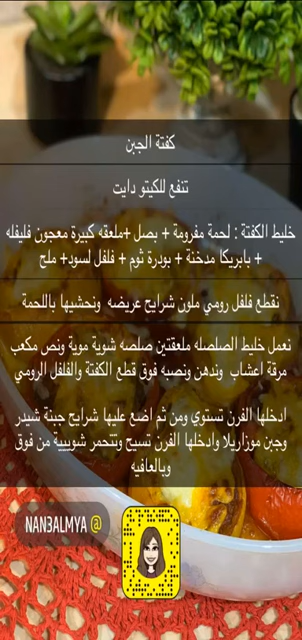 كفتة الجبن
تنفع للكيتو دايت
خليط الكفتة : لحمة مفرومة + بصل +ملعقه كبيرة معجون فليفله
+ بابريكا مدخنة + بودرة ثوم + فلفل لسود+ ملح
نقطع فلفل رومي ملون شرايح عريضه ونحشيها باللحمة
نعمل خليط الصلصله ملعقتين صلصه شوية موية ونص مكعب
مرقة اعشاب وندهن ونصبه فوق قطع الكفتة والفلفل الرومي
ادخلها الفرن تستوي ومن ثم اضع عليها شرايح جبنة شيدر
وجبن موزاريلا وادخلها الفرن تسيح وتتحمر شويييية من فوق
وبالعافيه
NAN3ALMYA @